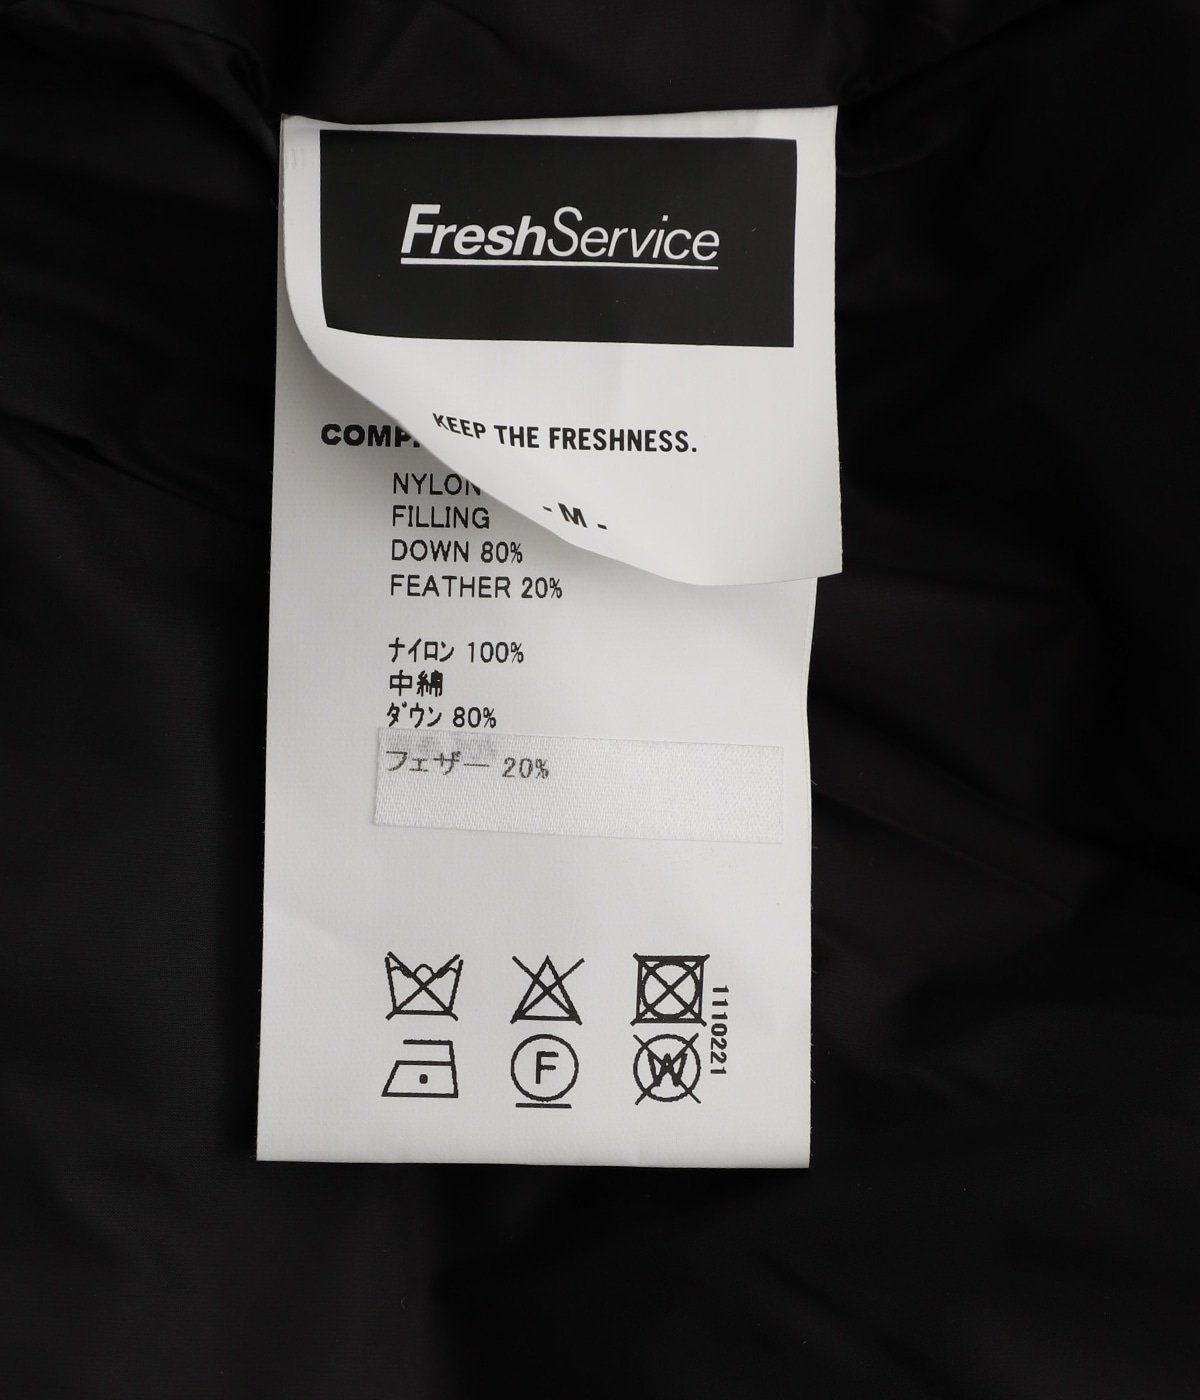 FreshService
KEEP THE FRESHNESS.
- M -
NYLON
FILLING
DOWN 80%
FEATHER 20%
ナイロン 100%
中綿
ダウン 80%
フェザー 20%
F
W
1110221